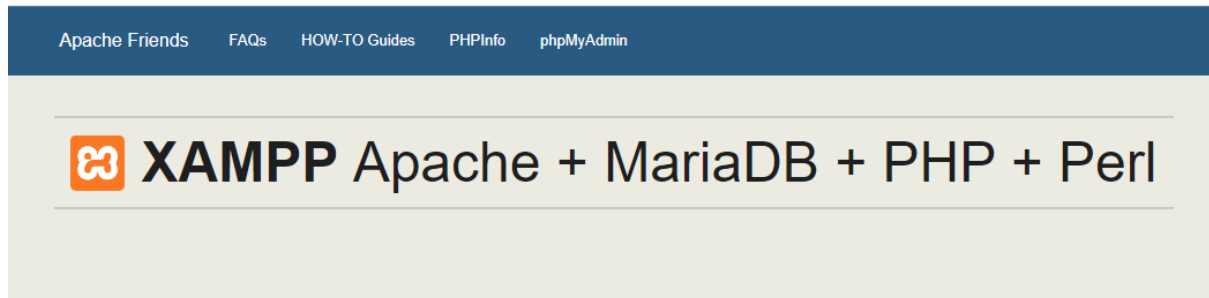 Apache Friends FAQs HOW-TO Guides PHPInfo phpMyAdmin
XAMPP Apache + MariaDB + PHP + Perl